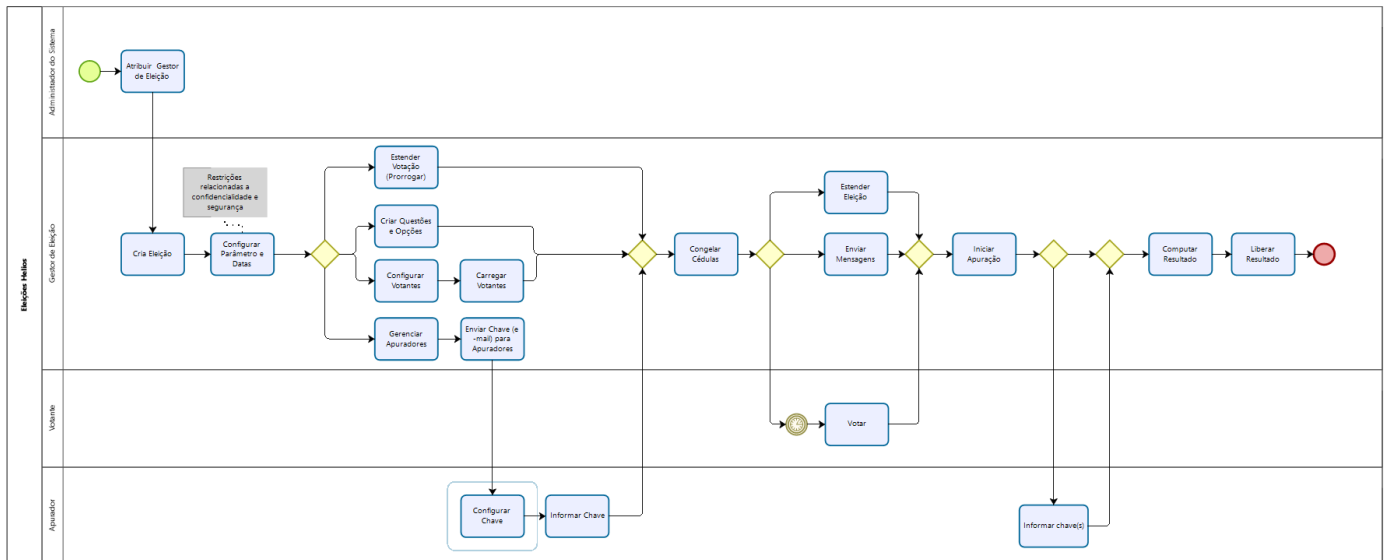 Eleições Helios
Administrador do Sistema
Atribuir Gestor
de Eleição
Gestor de Eleição
Restrições
relacionadas a
confidencialidade e
segurança
Cria Eleição
Configurar
Parâmetro e
Datas
Estender
Votação
(Prorrogar)
Criar Questões
e Opções
Configurar
Votantes
Carregar
Votantes
Gerenciar
Apuradores
Enviar Chave (e
-mail) para
Apuradores
Congelar
Cédulas
Estender
Eleição
Enviar
Mensagens
Iniciar
Apuração
Computar
Resultado
Liberar
Resultado
Votante
Votar
Apurador
Configurar
Chave
Informar Chave
Informar chave(s)